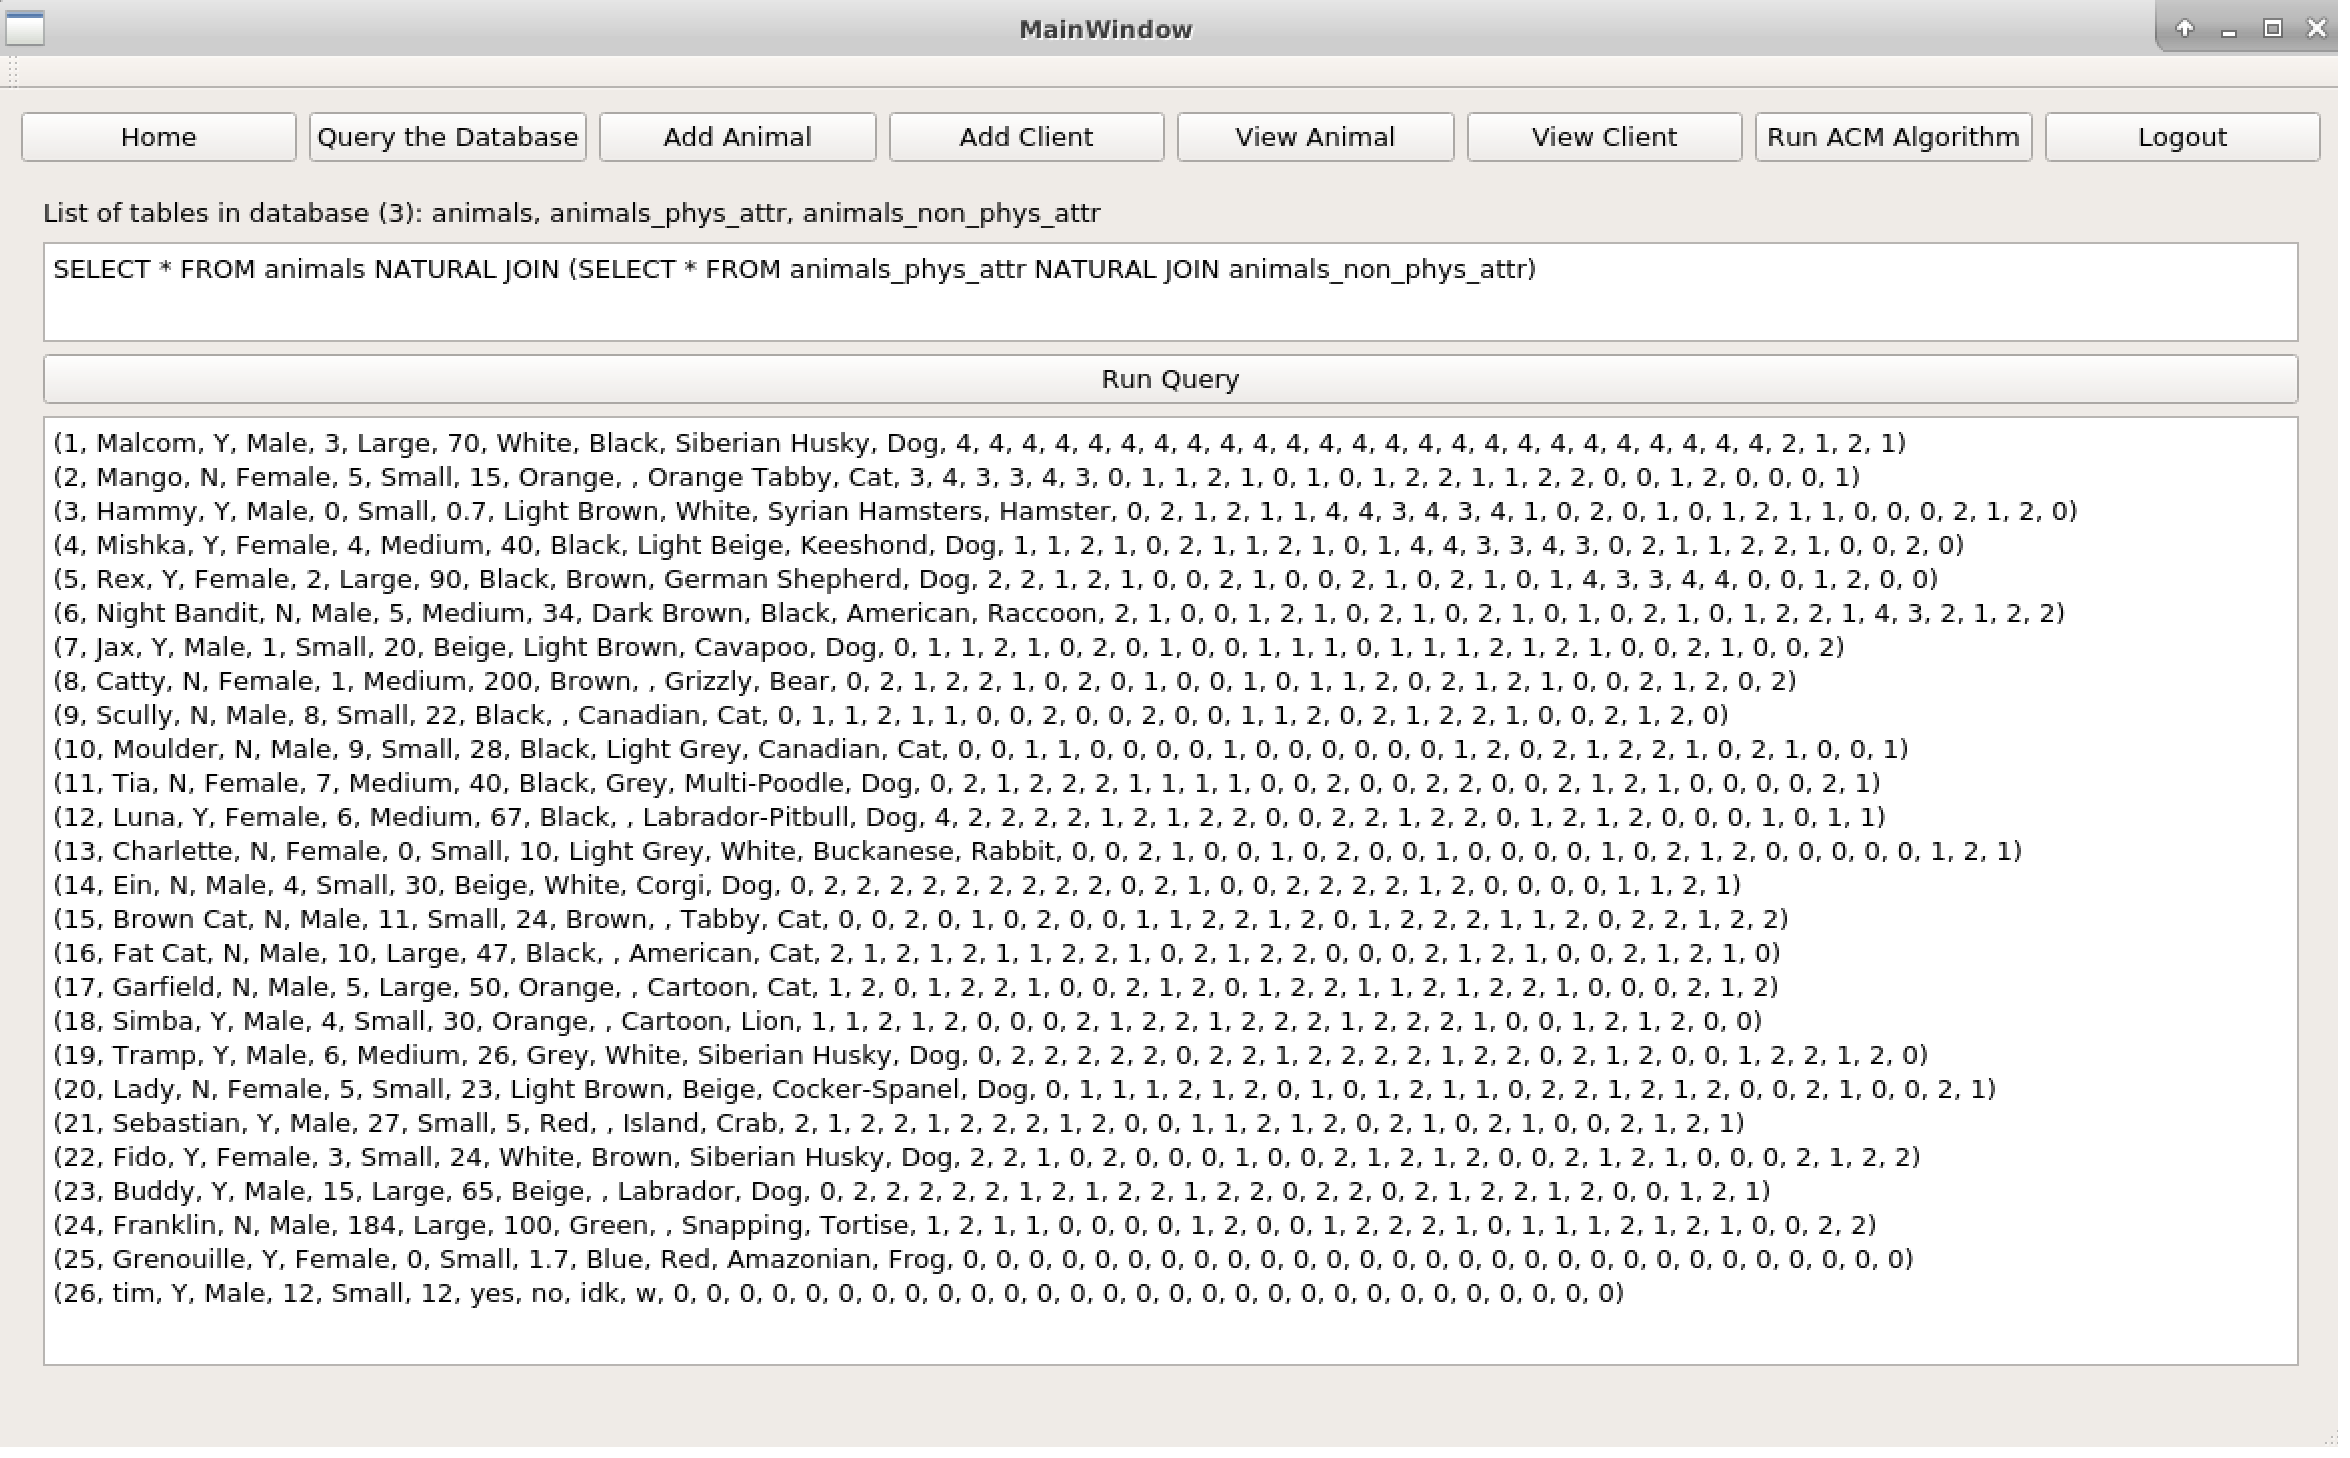 MainWindow
Home Query the Database Add Animal Add Client View Animal View Client Run ACM Algorithm Logout
List of tables in database (3): animals, animals_phys_attr, animals_non_phys_attr
SELECT * FROM animals NATURAL JOIN (SELECT * FROM animals_phys_attr NATURAL JOIN animals_non_phys_attr)
Run Query
(1, Malcom, Y, Male, 3, Large, 70, White, Black, Siberian Husky, Dog, 4, 4, 4, 4, 4, 4, 4, 4, 4, 4, 4, 4, 4, 4, 4, 4, 4, 4, 4, 4, 4, 4, 4, 4, 4, 2, 1, 2, 1)
(2, Mango, N, Female, 5, Small, 15, Orange, , Orange Tabby, Cat, 3, 4, 3, 3, 4, 3, 0, 1, 1, 2, 1, 0, 1, 0, 1, 2, 2, 1, 1, 2, 2, 0, 0, 1, 2, 0, 0, 0, 1)
(3, Hammy, Y, Male, 0, Small, 0.7, Light Brown, White, Syrian Hamsters, Hamster, 0, 2, 1, 2, 1, 1, 4, 4, 3, 4, 3, 4, 1, 0, 2, 0, 1, 0, 1, 2, 1, 1, 0, 0, 0, 2, 1, 2, 0)
(4, Mishka, Y, Female, 4, Medium, 40, Black, Light Beige, Keeshond, Dog, 1, 1, 2, 1, 0, 2, 1, 1, 2, 1, 0, 1, 4, 4, 3, 3, 4, 3, 0, 2, 1, 1, 2, 2, 1, 0, 0, 2, 0)
(5, Rex, Y, Female, 2, Large, 90, Black, Brown, German Shepherd, Dog, 2, 2, 1, 2, 1, 0, 0, 2, 1, 0, 0, 2, 1, 0, 2, 1, 0, 1, 4, 3, 3, 4, 4, 0, 0, 1, 2, 0, 0)
(6, Night Bandit, N, Male, 5, Medium, 34, Dark Brown, Black, American, Raccoon, 2, 1, 0, 0, 1, 2, 1, 0, 2, 1, 0, 2, 1, 0, 1, 0, 2, 1, 0, 1, 2, 2, 1, 4, 3, 2, 1, 2, 2)
(7, Jax, Y, Male, 1, Small, 20, Beige, Light Brown, Cavapoo, Dog, 0, 1, 1, 2, 1, 0, 2, 0, 1, 0, 0, 1, 1, 1, 0, 1, 1, 1, 2, 1, 2, 1, 0, 0, 2, 1, 0, 0, 2)
(8, Catty, N, Female, 1, Medium, 200, Brown, , Grizzly, Bear, 0, 2, 1, 2, 2, 1, 0, 2, 0, 1, 0, 0, 1, 0, 1, 1, 2, 0, 2, 1, 2, 1, 0, 0, 2, 1, 2, 0, 2)
(9, Scully, N, Male, 8, Small, 22, Black, , Canadian, Cat, 0, 1, 1, 2, 1, 1, 0, 0, 2, 0, 0, 2, 0, 0, 1, 1, 2, 0, 2, 1, 2, 2, 1, 0, 0, 2, 1, 2, 0)
(10, Moulder, N, Male, 9, Small, 28, Black, Light Grey, Canadian, Cat, 0, 0, 1, 1, 0, 0, 0, 0, 1, 0, 0, 0, 0, 0, 0, 1, 2, 0, 2, 1, 2, 2, 1, 0, 2, 1, 0, 0, 1)
(11, Tia, N, Female, 7, Medium, 40, Black, Grey, Multi-Poodle, Dog, 0, 2, 1, 2, 2, 2, 1, 1, 1, 1, 0, 0, 2, 0, 0, 2, 2, 0, 0, 2, 1, 2, 1, 0, 0, 0, 0, 2, 1)
(12, Luna, Y, Female, 6, Medium, 67, Black, , Labrador-Pitbull, Dog, 4, 2, 2, 2, 2, 1, 2, 1, 2, 2, 0, 0, 2, 2, 1, 2, 2, 0, 1, 2, 1, 2, 0, 0, 0, 1, 0, 1, 1)
(13, Charlette, N, Female, 0, Small, 10, Light Grey, White, Buckanese, Rabbit, 0, 0, 2, 1, 0, 0, 1, 0, 2, 0, 0, 1, 0, 0, 0, 0, 1, 0, 2, 1, 2, 0, 0, 0, 0, 0, 1, 2, 1)
(14, Ein, N, Male, 4, Small, 30, Beige, White, Corgi, Dog, 0, 2, 2, 2, 2, 2, 2, 2, 2, 2, 0, 2, 1, 0, 0, 2, 2, 2, 2, 1, 2, 0, 0, 0, 0, 1, 1, 2, 1)
(15, Brown Cat, N, Male, 11, Small, 24, Brown, , Tabby, Cat, 0, 0, 2, 0, 1, 0, 2, 0, 0, 1, 1, 2, 2, 1, 2, 0, 1, 2, 2, 2, 1, 1, 2, 0, 2, 2, 1, 2, 2)
(16, Fat Cat, N, Male, 10, Large, 47, Black, , American, Cat, 2, 1, 2, 1, 2, 1, 1, 2, 2, 1, 0, 2, 1, 2, 2, 0, 0, 0, 2, 1, 2, 1, 0, 0, 2, 1, 2, 1, 0)
(17, Garfield, N, Male, 5, Large, 50, Orange, , Cartoon, Cat, 1, 2, 0, 1, 2, 2, 1, 0, 0, 2, 1, 2, 0, 1, 2, 2, 1, 1, 2, 1, 2, 2, 1, 0, 0, 0, 2, 1, 2)
(18, Simba, Y, Male, 4, Small, 30, Orange, , Cartoon, Lion, 1, 1, 2, 1, 2, 0, 0, 0, 2, 1, 2, 2, 1, 2, 2, 2, 1, 2, 2, 2, 1, 0, 0, 1, 2, 1, 2, 0, 0)
(19, Tramp, Y, Male, 6, Medium, 26, Grey, White, Siberian Husky, Dog, 0, 2, 2, 2, 2, 2, 0, 2, 2, 1, 2, 2, 2, 2, 1, 2, 2, 0, 2, 1, 2, 0, 0, 1, 2, 2, 1, 2, 0)
(20, Lady, N, Female, 5, Small, 23, Light Brown, Beige, Cocker-Spanel, Dog, 0, 1, 1, 1, 2, 1, 2, 0, 1, 0, 1, 2, 1, 1, 0, 2, 2, 1, 2, 1, 2, 0, 0, 2, 1, 0, 0, 2, 1)
(21, Sebastian, Y, Male, 27, Small, 5, Red, , Island, Crab, 2, 1, 2, 2, 1, 2, 2, 2, 1, 2, 0, 0, 1, 1, 2, 1, 2, 0, 2, 1, 0, 2, 1, 0, 0, 2, 1, 2, 1)
(22, Fido, Y, Female, 3, Small, 24, White, Brown, Siberian Husky, Dog, 2, 2, 1, 0, 2, 0, 0, 0, 1, 0, 0, 2, 1, 2, 1, 2, 0, 0, 2, 1, 2, 1, 0, 0, 0, 2, 1, 2, 2)
(23, Buddy, Y, Male, 15, Large, 65, Beige, , Labrador, Dog, 0, 2, 2, 2, 2, 2, 1, 2, 1, 2, 2, 1, 2, 2, 0, 2, 2, 0, 2, 1, 2, 2, 1, 2, 0, 0, 1, 2, 1)
(24, Franklin, N, Male, 184, Large, 100, Green, , Snapping, Tortise, 1, 2, 1, 1, 0, 0, 0, 0, 1, 2, 0, 0, 1, 2, 2, 2, 1, 0, 1, 1, 1, 2, 1, 2, 1, 0, 0, 2, 2)
(25, Grenouille, Y, Female, 0, Small, 1.7, Blue, Red, Amazonian, Frog, 0, 0, 0, 0, 0, 0, 0, 0, 0, 0, 0, 0, 0, 0, 0, 0, 0, 0, 0, 0, 0, 0, 0, 0, 0, 0, 0, 0, 0)
(26, tim, Y, Male, 12, Small, 12, yes, no, idk, w, 0, 0, 0, 0, 0, 0, 0, 0, 0, 0, 0, 0, 0, 0, 0, 0, 0, 0, 0, 0, 0, 0, 0, 0, 0, 0, 0, 0, 0)